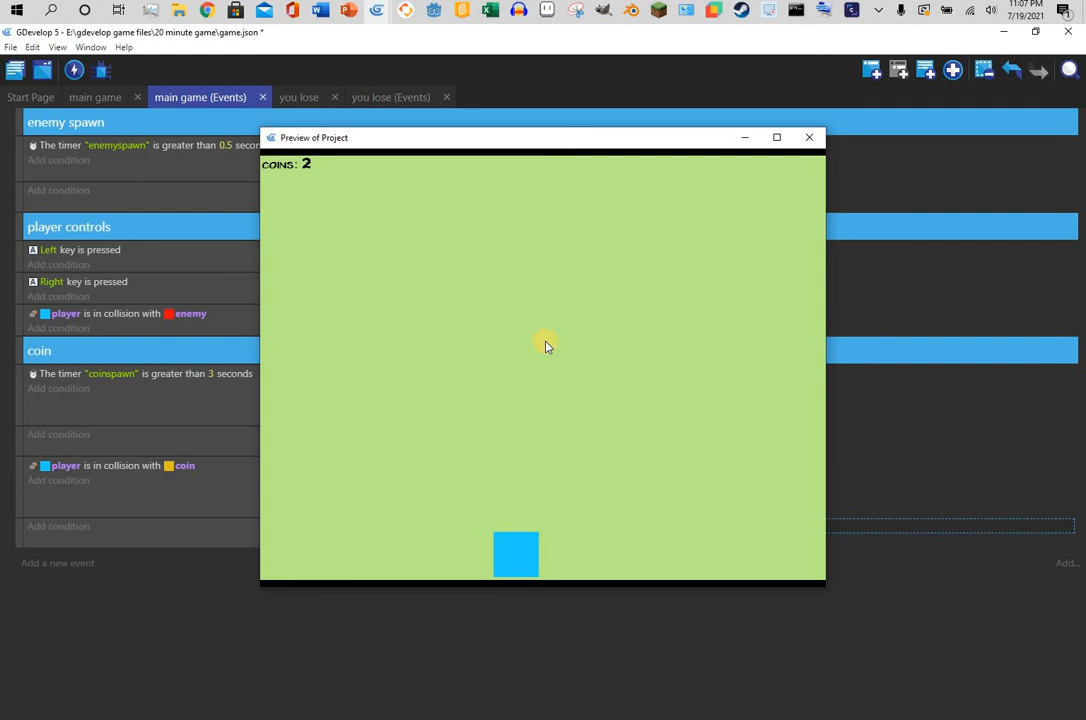 11:07 PM
7/19/2021
GDevelop 5 - E:\gdevelop game files\20 minute game\game.json *
File Edit View Window Help
Start Page main game main game (Events) you lose you lose (Events)
enemy spawn
The timer "enemyspawn" is greater than 0.5 secon
Add condition
Add condition
player controls
Left key is pressed
Add condition
Right key is pressed
Add condition
player is in collision with enemy
Add condition
coin
The timer "coinspawn" is greater than 3 seconds
Add condition
Add condition
player is in collision with coin
Add condition
Add condition
Add a new event
Add...
Preview of Project
COINS: 2